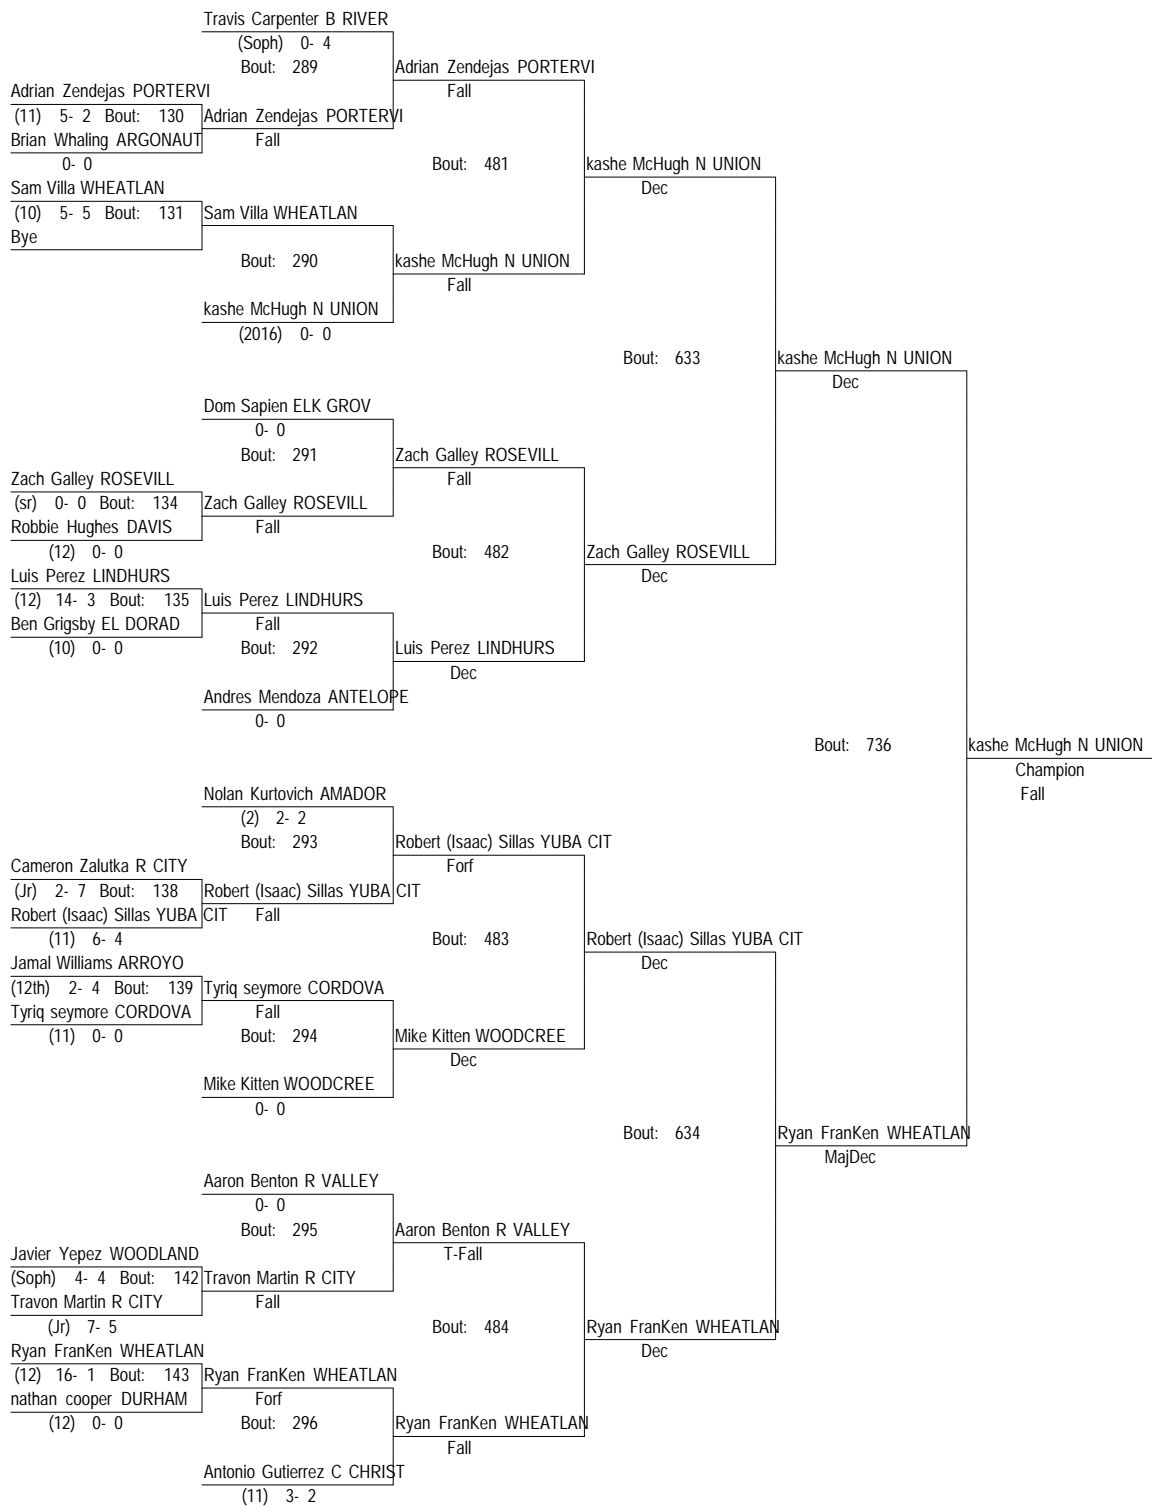 Travis Carpenter B RIVER
(Soph) 0- 4
Bout: 289
Adrian Zendejas PORTERVI
Fall
Adrian Zendejas PORTERVI
(11) 5- 2 Bout: 130
Adrian Zendejas PORTERVI
Brian Whaling ARGONAUT
Fall
0- 0
Bout: 481
kashe McHugh N UNION
Sam Villa WHEATLAN
Dec
(10) 5- 5 Bout: 131
Sam Villa WHEATLAN
Bye
Bout: 290
kashe McHugh N UNION
Fall
kashe McHugh N UNION
(2016) 0- 0
Bout: 633
kashe McHugh N UNION
Dec
Dom Sapien ELK GROV
0- 0
Bout: 291
Zach Galley ROSEVILL
Fall
Zach Galley ROSEVILL
(sr) 0- 0 Bout: 134
Zach Galley ROSEVILL
Robbie Hughes DAVIS
Fall
(12) 0- 0
Bout: 482
Zach Galley ROSEVILL
Luis Perez LINDHURS
Dec
(12) 14- 3 Bout: 135
Luis Perez LINDHURS
Ben Grigsby EL DORAD
Fall
(10) 0- 0
Bout: 292
Luis Perez LINDHURS
Dec
Andres Mendoza ANTELOPE
0- 0
Bout: 736
kashe McHugh N UNION
Champion
Fall
Nolan Kurtovich AMADOR
(2) 2- 2
Bout: 293
Robert (Isaac) Sillas YUBA CIT
Forf
Cameron Zalutka R CITY
(Jr) 2- 7 Bout: 138
Robert (Isaac) Sillas YUBA CIT
Robert (Isaac) Sillas YUBA CIT
Fall
(11) 6- 4
Bout: 483
Robert (Isaac) Sillas YUBA CIT
Dec
Jamal Williams ARROYO
(12th) 2- 4 Bout: 139
Tyriq seymore CORDOVA
Tyriq seymore CORDOVA
Fall
(11) 0- 0
Bout: 294
Mike Kitten WOODCREE
Dec
Mike Kitten WOODCREE
0- 0
Bout: 634
Ryan FranKen WHEATLAN
MajDec
Aaron Benton R VALLEY
0- 0
Bout: 295
Aaron Benton R VALLEY
T-Fall
Javier Yepez WOODLAND
(Soph) 4- 4 Bout: 142
Travon Martin R CITY
Travon Martin R CITY
Fall
(Jr) 7- 5
Bout: 484
Ryan FranKen WHEATLAN
Dec
Ryan FranKen WHEATLAN
(12) 16- 1 Bout: 143
Ryan FranKen WHEATLAN
nathan cooper DURHAM
Forf
(12) 0- 0
Bout: 296
Ryan FranKen WHEATLAN
Fall
Antonio Gutierrez C CHRIST
(11) 3- 2